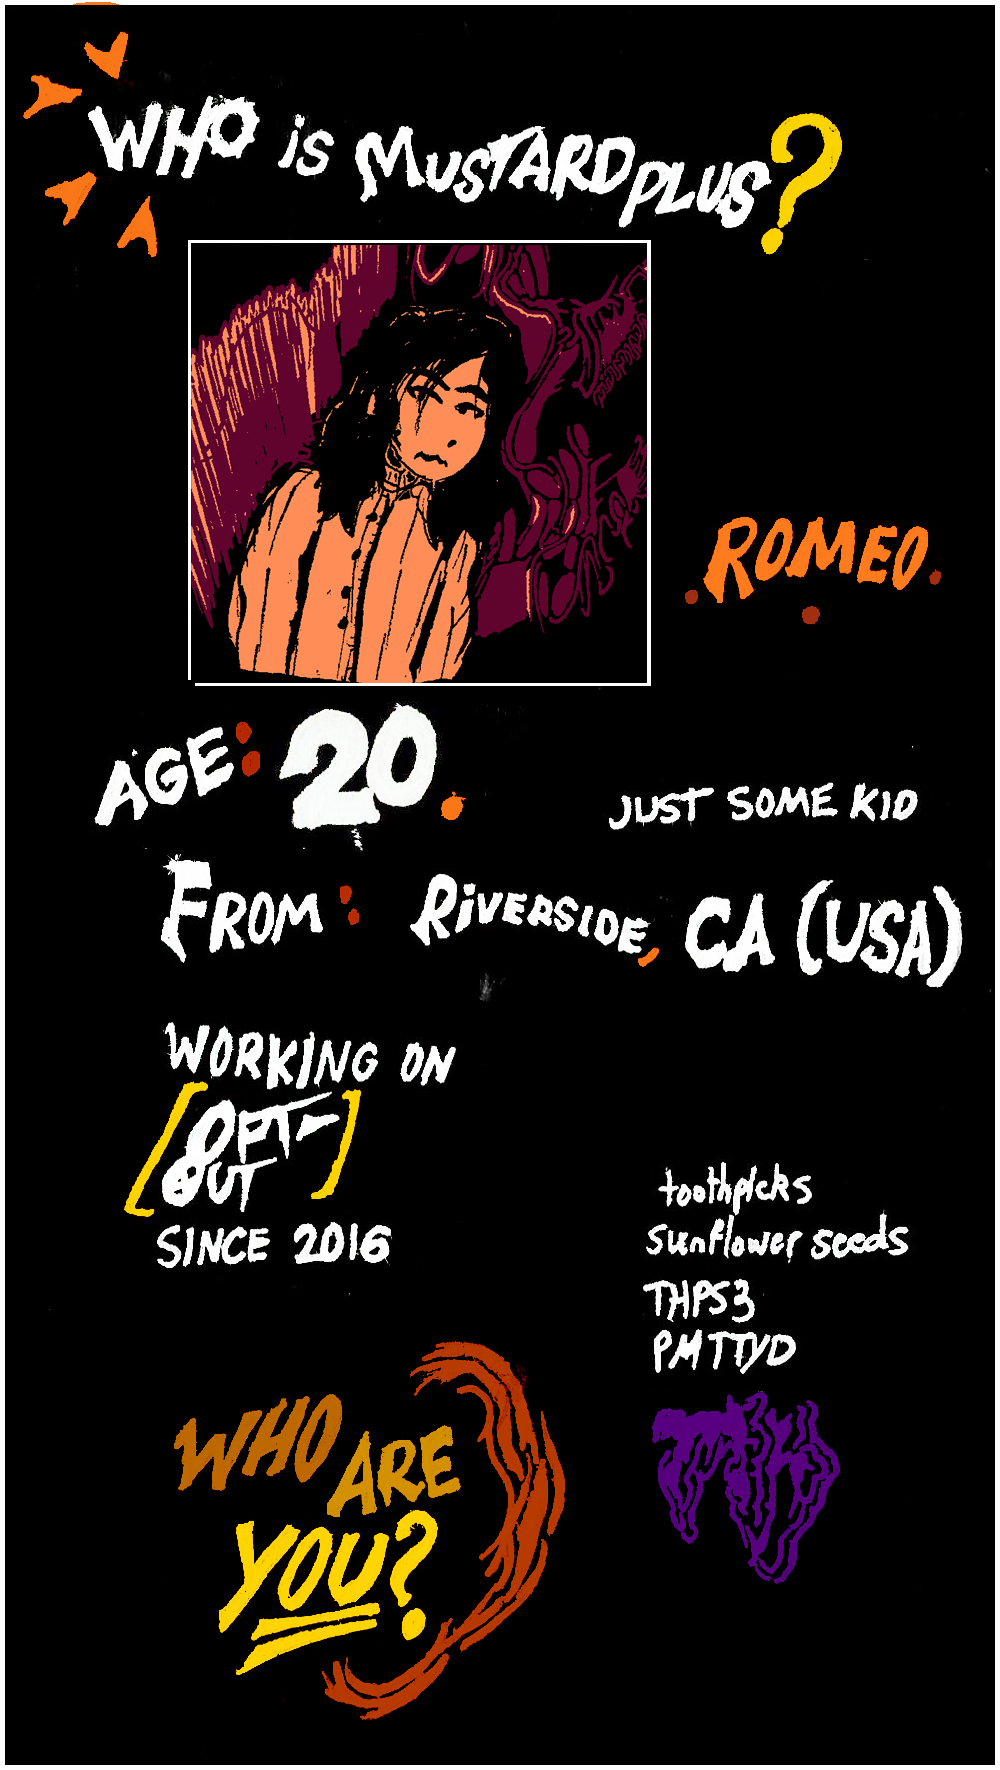 WHO iS MUSTARDPLUS?
.ROMEO.
AGE: 20.
JUST SOME KID
FROM: RiVERSIDE, CA (USA)
WORKING ON
[OPT-
OUT]
SINCE 2016
toothpicks
sunflower seeds
THPS3
PMTTYD
WHO ARE
YOU?